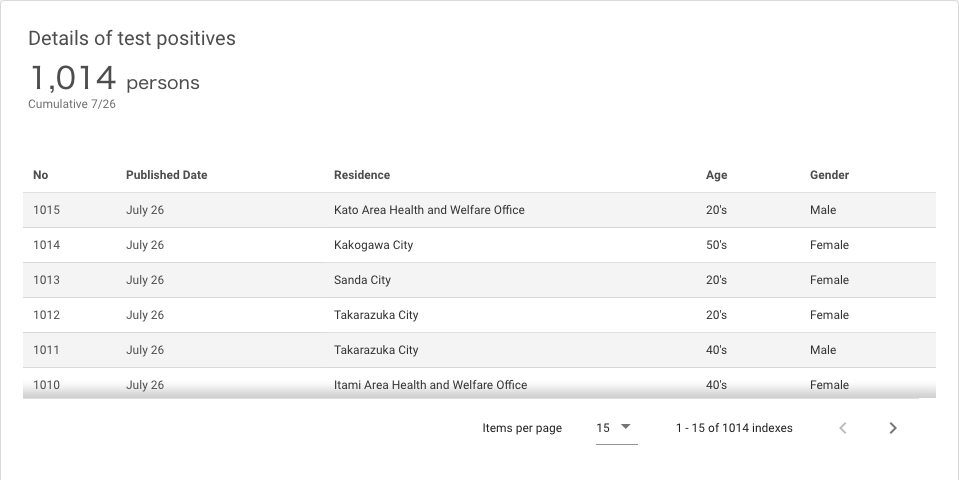 Details of test positives
1,014 persons
Cumulative 7/26
No Published Date Residence Age Gender
1015 July 26 Kato Area Health and Welfare Office 20's Male
1014 July 26 Kakogawa City 50's Female
1013 July 26 Sanda City 20's Female
1012 July 26 Takarazuka City 20's Female
1011 July 26 Takarazuka City 40's Male
1010 July 26 Itami Area Health and Welfare Office 40's Female
Items per page 15 1 - 15 of 1014 indexes